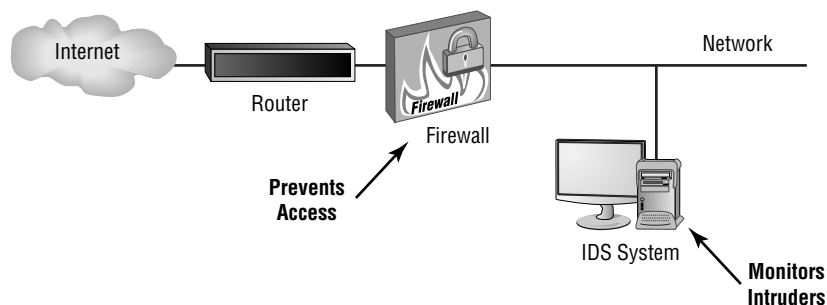 Internet
Router
Firewall
Firewall
Network
Prevents
Access
IDS System
Monitors
Intruders